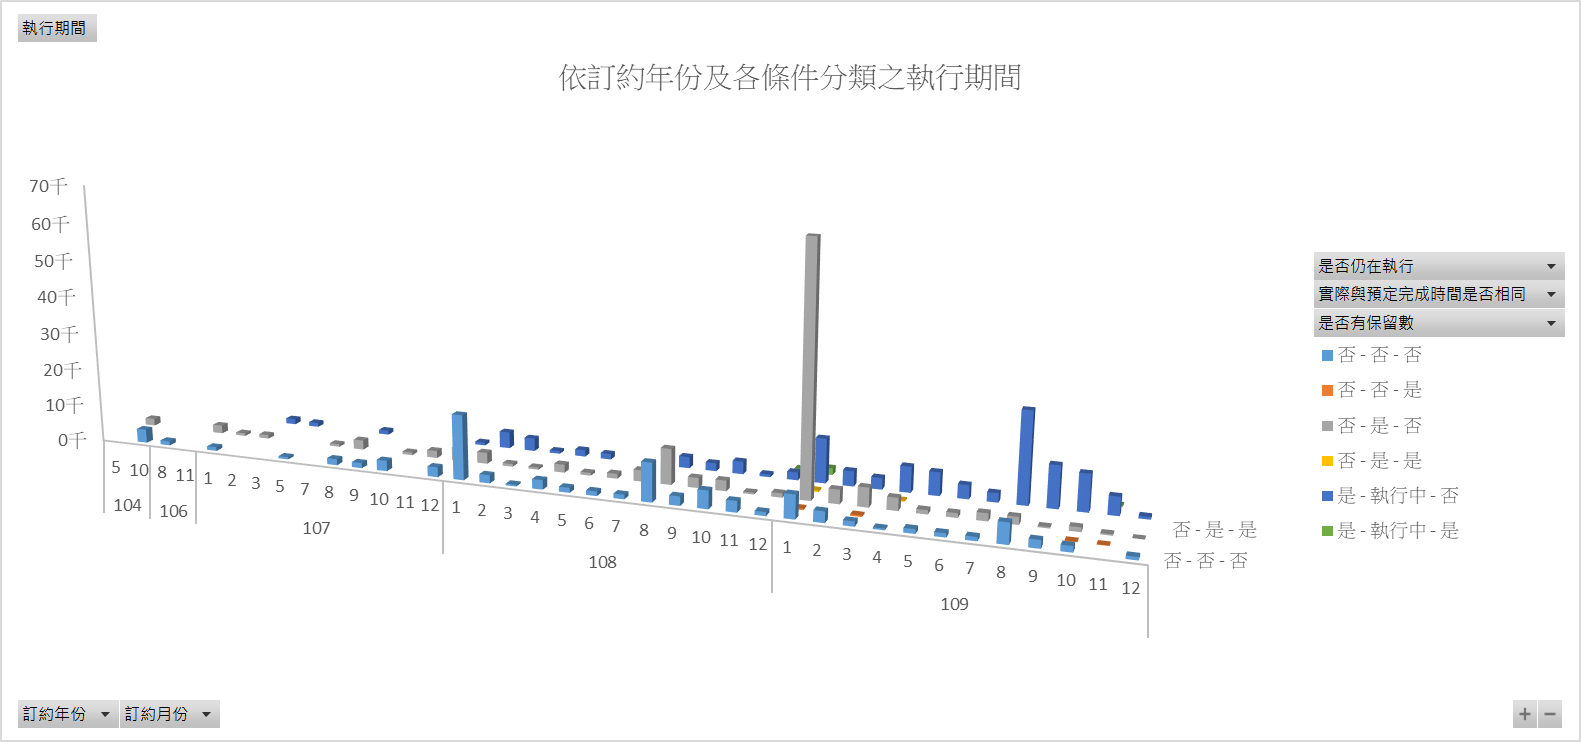 執行期間
依訂約年份及各條件分類之執行期間
70千
60千
50千
40千
30千
20千
10千
0千
5 10 8 11 1 2 3 5 7 8 9 10 11 12 1 2 3 4 5 6 7 8 9 10 11 12 1 2 3 4 5 6 7 8 9 10 11 12
104 106 107 108 109
否 - 是 - 是
否 - 否 - 否
是否仍在執行
實際與預定完成時間是否相同
是否有保留數
否 - 否 - 否
否 - 否 - 是
否 - 是 - 否
否 - 是 - 是
是 - 執行中 - 否
是 - 執行中 - 是
訂約年份 訂約月份
+ −